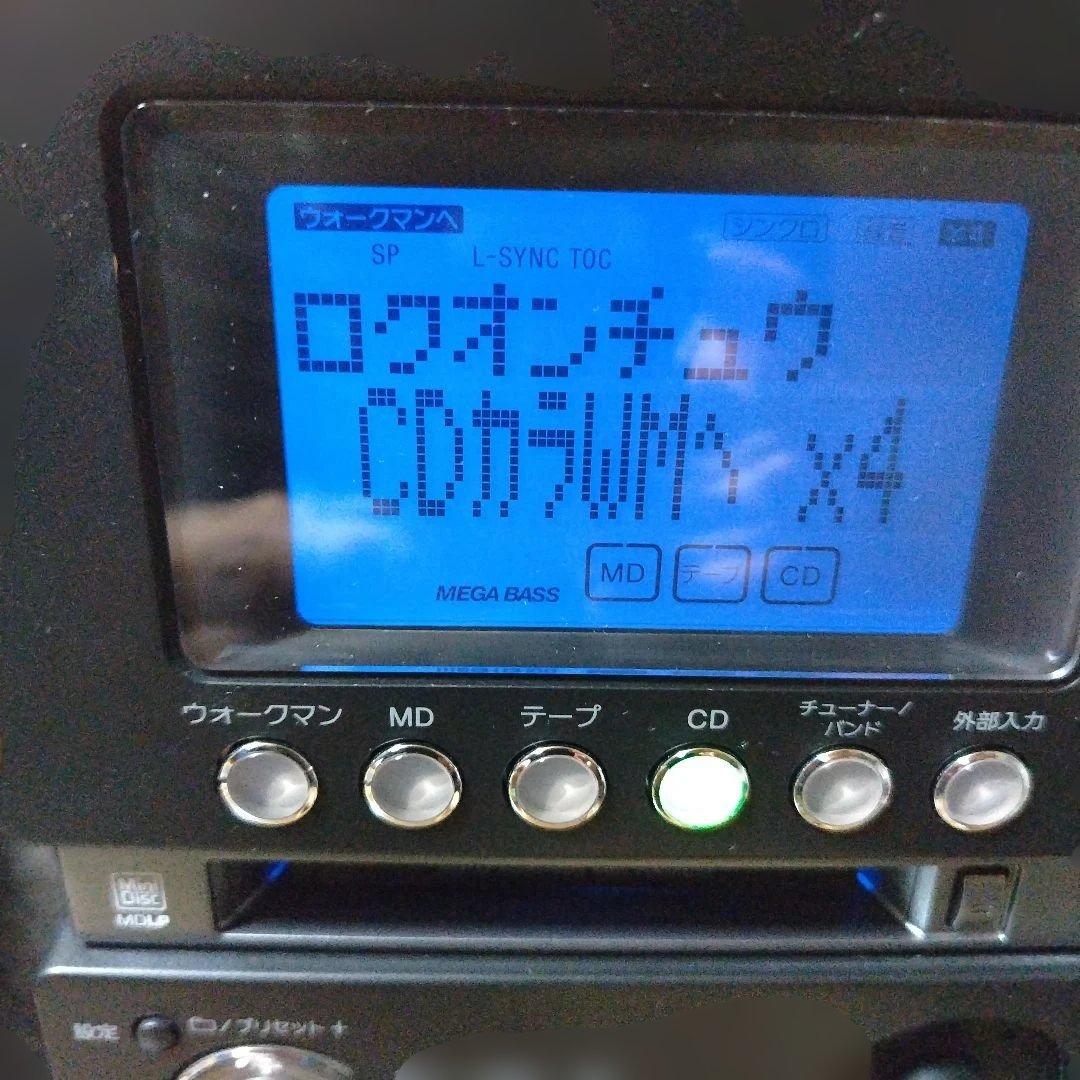 ウォークマンへ シンクロ
SP L-SYNC TOC
ロクオンチュウ
CDカラWMヘ x4
MEGA BASS MD テープ CD
ウォークマン MD テープ CD チューナー/バンド 外部入力
Mini Disc
MDLP
設定 /プリセット +